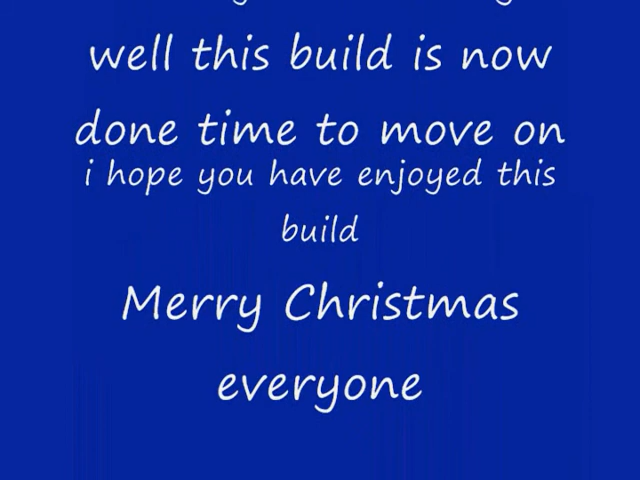 well this build is now
done time to move on
i hope you have enjoyed this
build
Merry Christmas
everyone